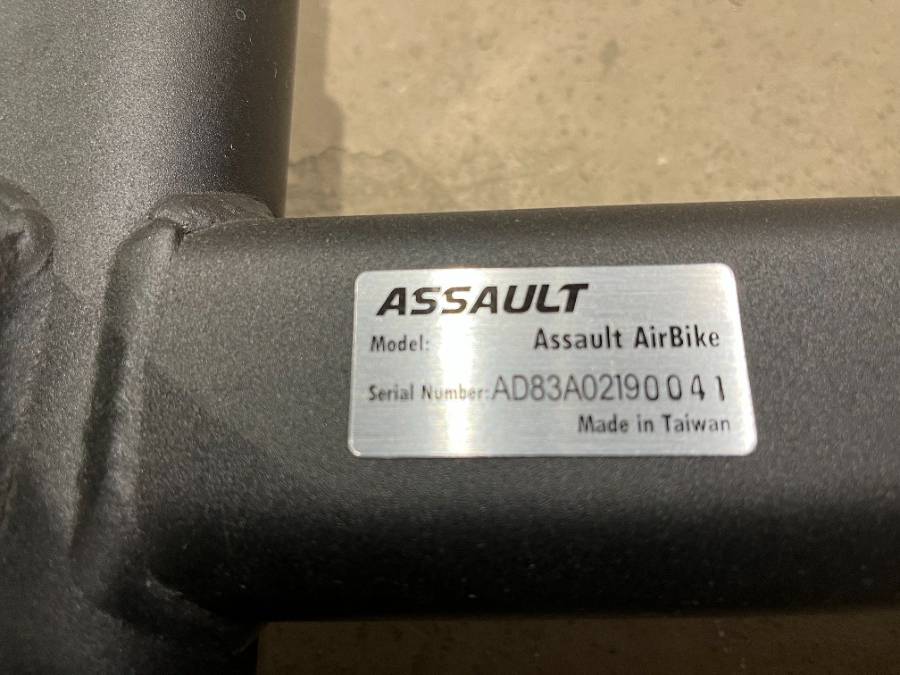 ASSAULT
Model: Assault AirBike
Serial Number: AD83A02190041
Made in Taiwan